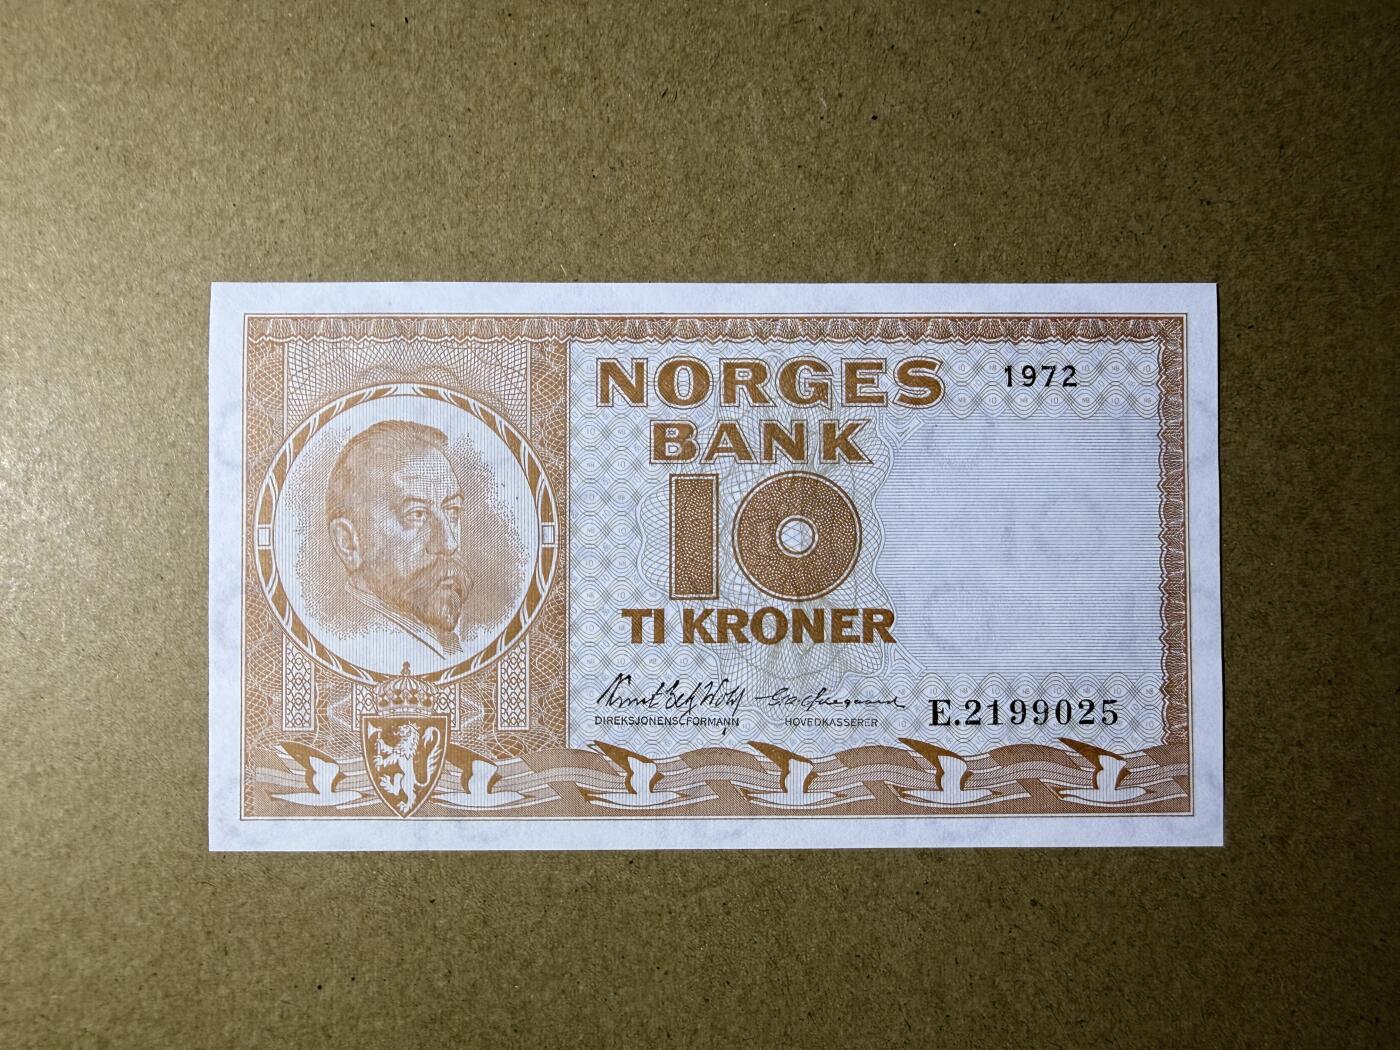 NORGES
1972
BANK
10
TI KRONER
DIREKSJONENS FORMANN
HOVEDKASSERER
E.2199025